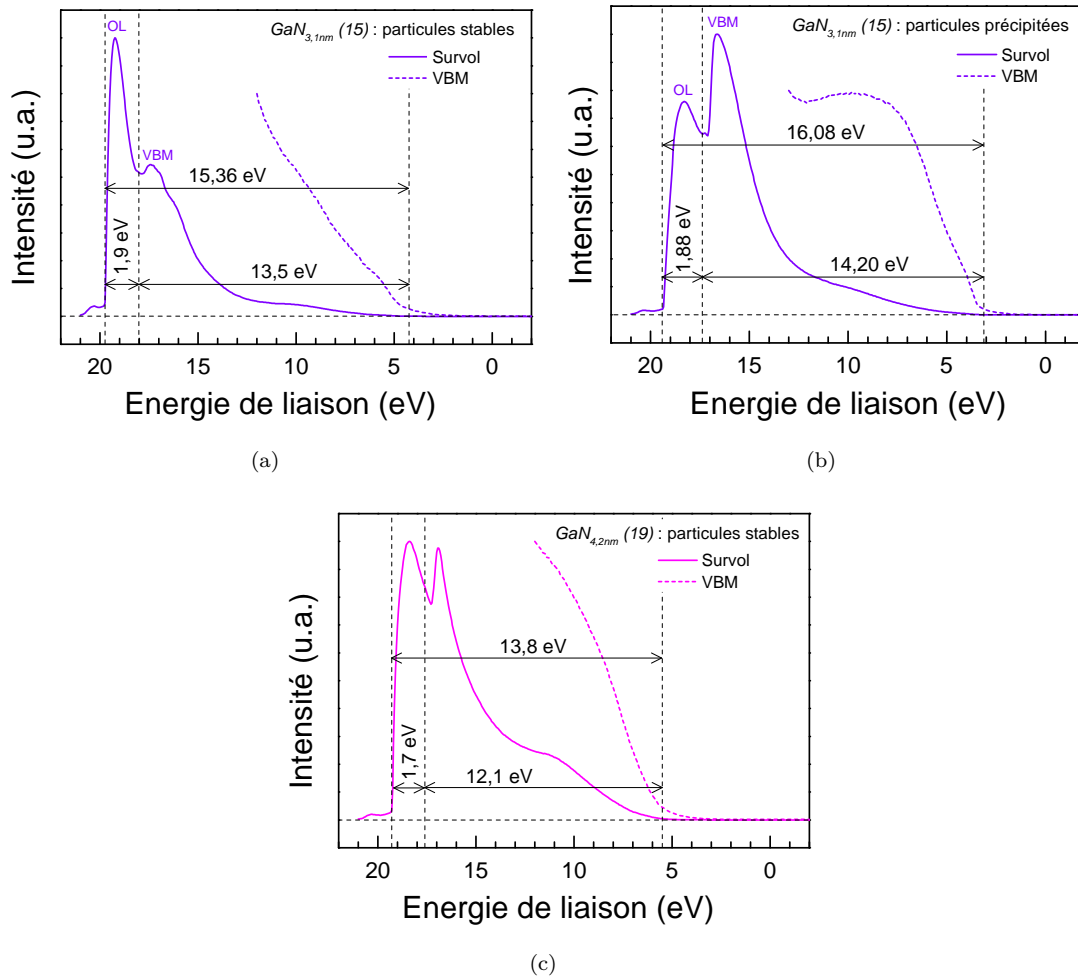 GaN3,1nm (15) : particules stables
Survol
VBM
OL
VBM
15,36 eV
1,9 eV
13,5 eV
Intensité (u.a.)
20 15 10 5 0
Energie de liaison (eV)
(a)
GaN3,1nm (15) : particules précipitées
Survol
VBM
VBM
OL
16,08 eV
1,88 eV
14,20 eV
Intensité (u.a.)
20 15 10 5 0
Energie de liaison (eV)
(b)
GaN4,2nm (19) : particules stables
Survol
VBM
13,8 eV
1,7 eV
12,1 eV
Intensité (u.a.)
20 15 10 5 0
Energie de liaison (eV)
(c)